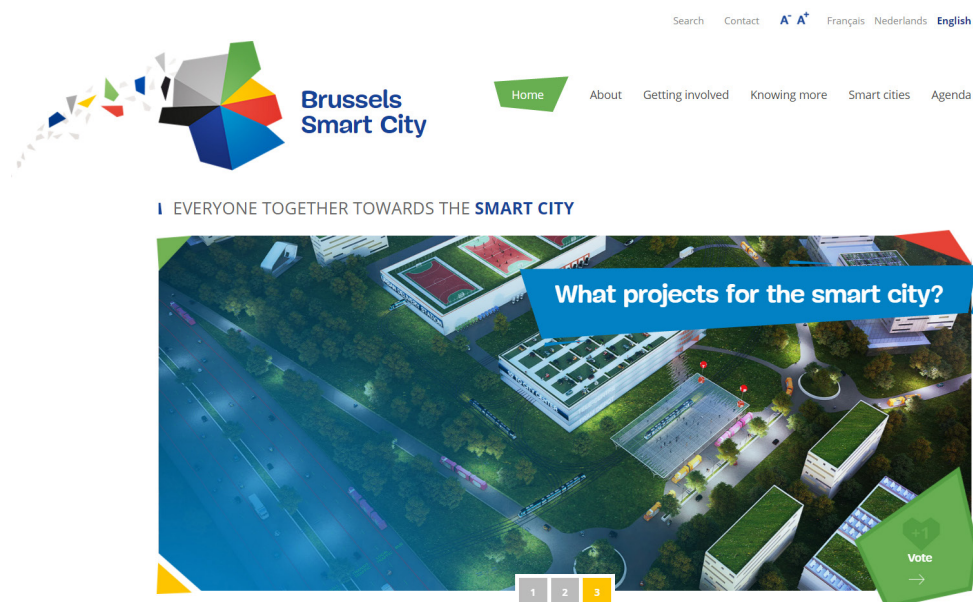 Search Contact A- A+ Français Nederlands English
Brussels
Smart City
Home About Getting involved Knowing more Smart cities Agenda
EVERYONE TOGETHER TOWARDS THE SMART CITY
What projects for the smart city?
+1
Vote
1 2 3